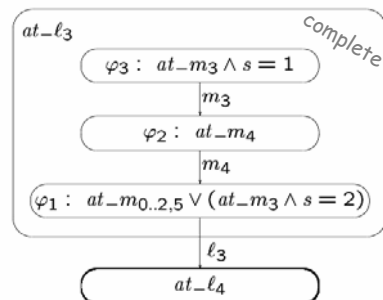 at_ℓ3
complete
φ3 : at_m3 ∧ s = 1
m3
φ2 : at_m4
m4
φ1 : at_m0..2,5 ∨ (at_m3 ∧ s = 2)
ℓ3
at_ℓ4